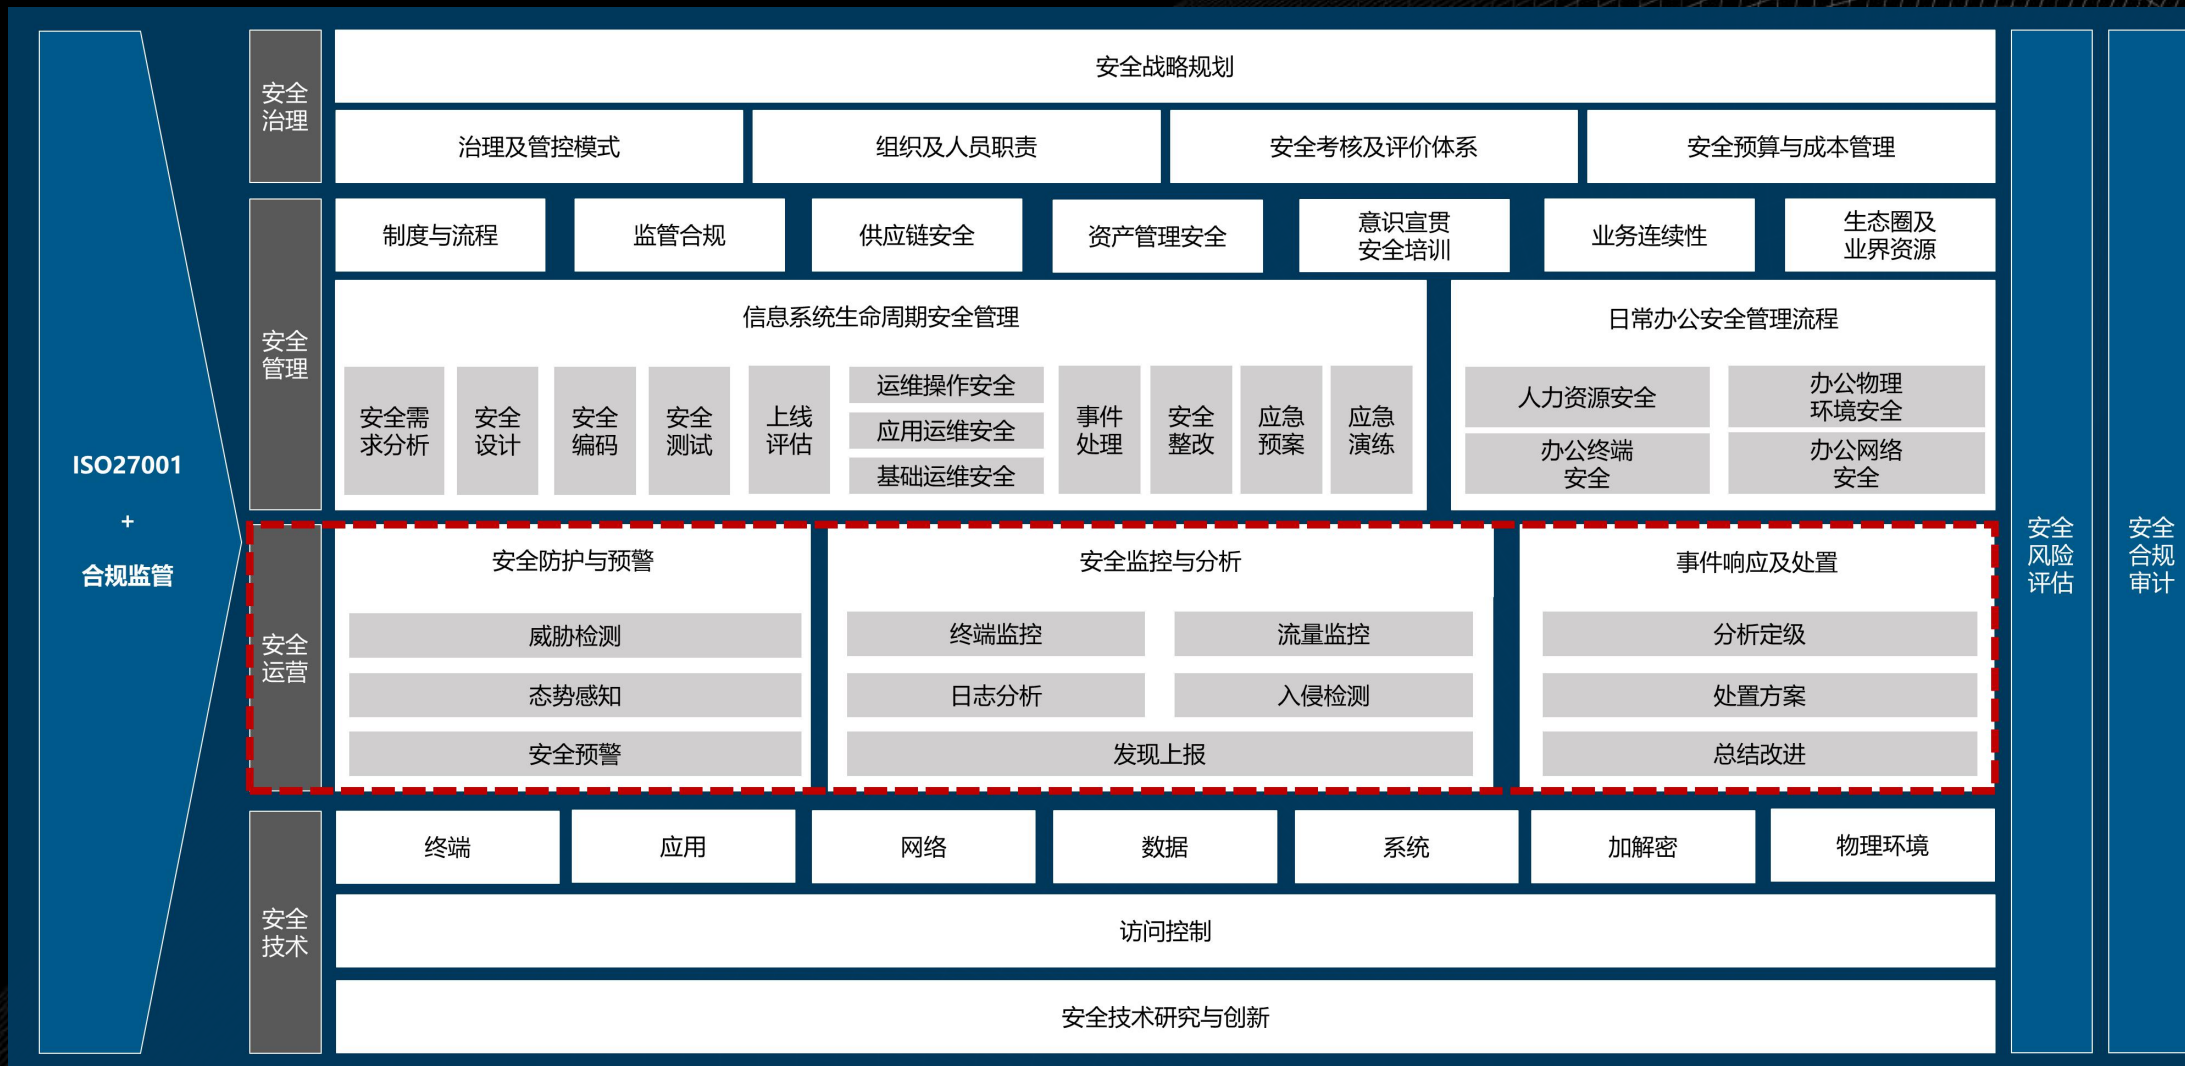 ISO27001
+
合规监管
安全
治理
安全战略规划
治理及管控模式
组织及人员职责
安全考核及评价体系
安全预算与成本管理
安全
管理
制度与流程
监管合规
供应链安全
资产管理安全
意识宣贯
安全培训
业务连续性
生态圈及
业界资源
信息系统生命周期安全管理
安全需
求分析
安全
设计
安全
编码
安全
测试
上线
评估
运维操作安全
应用运维安全
基础运维安全
事件
处理
安全
整改
应急
预案
应急
演练
日常办公安全管理流程
人力资源安全
办公物理
环境安全
办公终端
安全
办公网络
安全
安全
运营
安全防护与预警
威胁检测
态势感知
安全预警
安全监控与分析
终端监控
流量监控
日志分析
入侵检测
发现上报
事件响应及处置
分析定级
处置方案
总结改进
安全
技术
终端
应用
网络
数据
系统
加解密
物理环境
访问控制
安全技术研究与创新
安全
风险
评估
安全
合规
审计